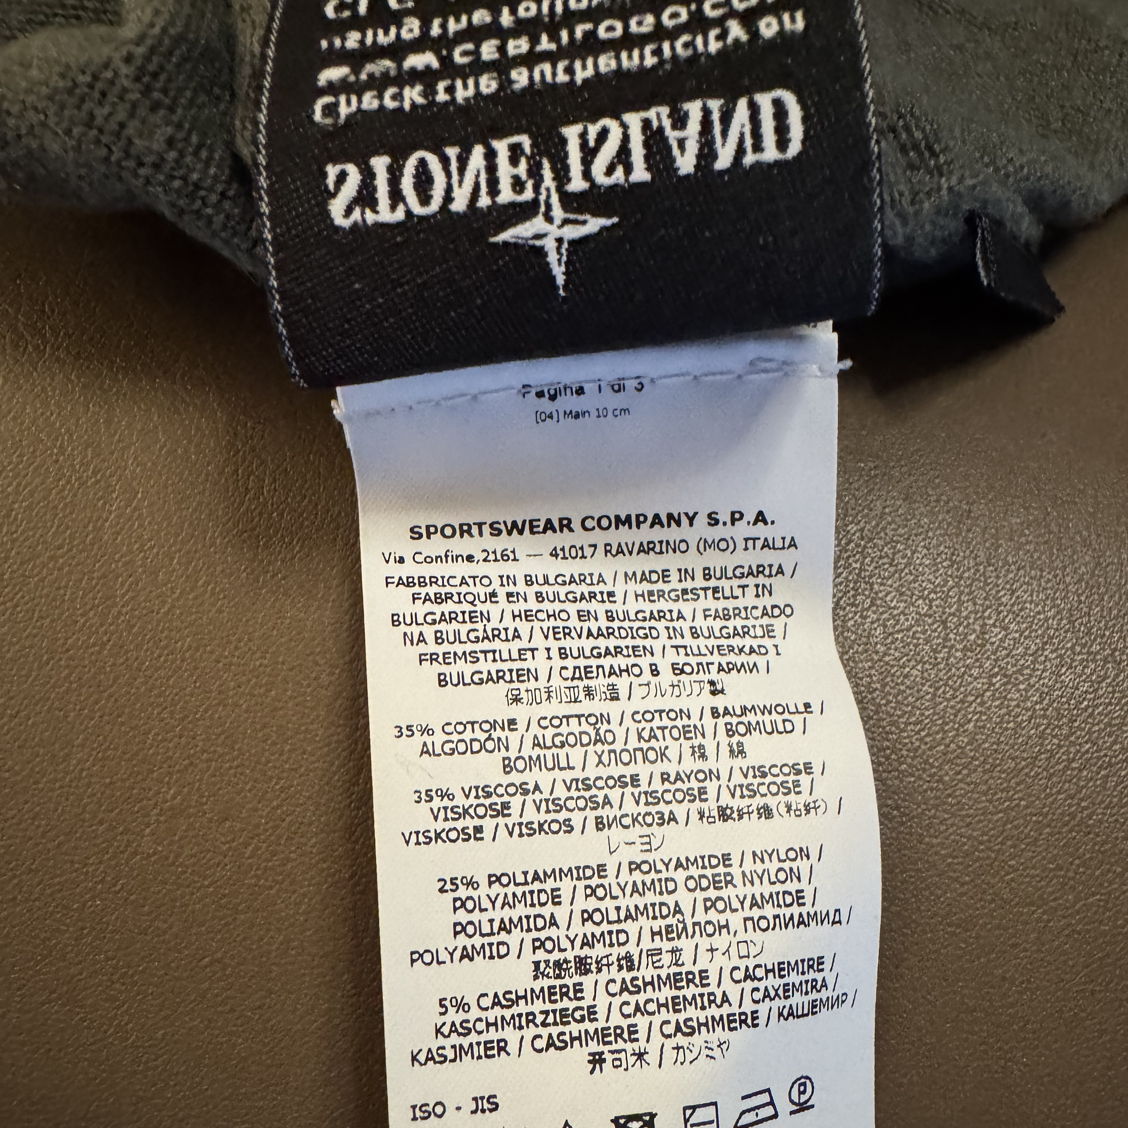 Check the authenticity on
www.CERTILOGO.COM
STONE ISLAND
Pagina 1 di 3
[04] Main 10 cm
SPORTSWEAR COMPANY S.P.A.
Via Confine,2161 — 41017 RAVARINO (MO) ITALIA
FABBRICATO IN BULGARIA / MADE IN BULGARIA /
FABRIQUÉ EN BULGARIE / HERGESTELLT IN
BULGARIEN / HECHO EN BULGARIA / FABRICADO
NA BULGÁRIA / VERVAARDIGD IN BULGARIJE /
FREMSTILLET I BULGARIEN / TILLVERKAD I
BULGARIEN / СДЕЛАНО В БОЛГАРИИ /
保加利亚制造 / ブルガリア製
35% COTONE / COTTON / COTON / BAUMWOLLE /
ALGODÓN / ALGODÃO / KATOEN / BOMULD /
BOMULL / ХЛОПОК / 棉 / 綿
35% VISCOSA / VISCOSE / RAYON / VISCOSE /
VISKOSE / VISCOSA / VISCOSE / VISCOSE /
VISKOSE / VISKOS / ВИСКОЗА / 粘胶纤维(粘纤) /
レーヨン
25% POLIAMMIDE / POLYAMIDE / NYLON /
POLYAMIDE / POLYAMID ODER NYLON /
POLIAMIDA / POLIAMIDA / POLYAMIDE /
POLYAMID / POLYAMID / НЕЙЛОН, ПОЛИАМИД /
聚酰胺纤维/尼龙 / ナイロン
5% CASHMERE / CASHMERE / CACHEMIRE /
KASCHMIRZIEGE / CACHEMIRA / CAXEMIRA /
KASJMIER / CASHMERE / CASHMERE / КАШЕМИР /
开司米 / カシミヤ
ISO - JIS
P